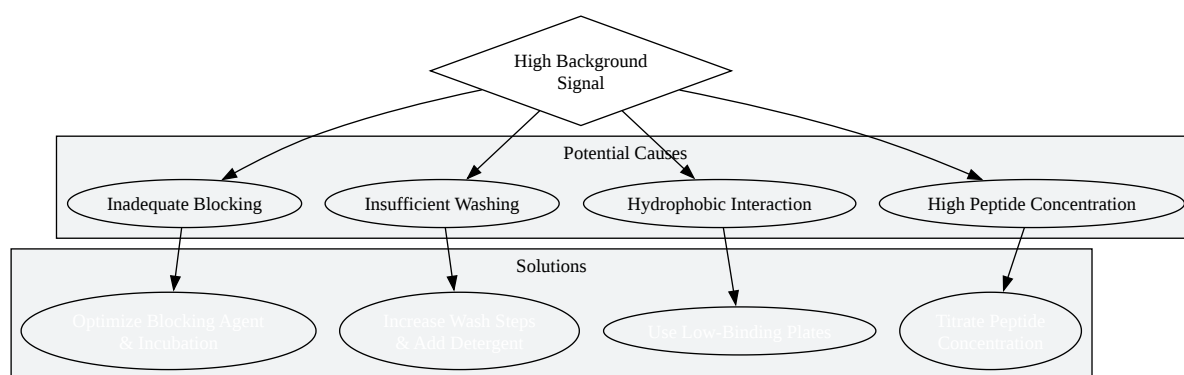 High Background
Signal
Potential Causes
Inadequate Blocking
Insufficient Washing
Hydrophobic Interaction
High Peptide Concentration
Solutions
Optimize Blocking Agent
& Incubation
Increase Wash Steps
& Add Detergent
Use Low-Binding Plates
Titrate Peptide
Concentration